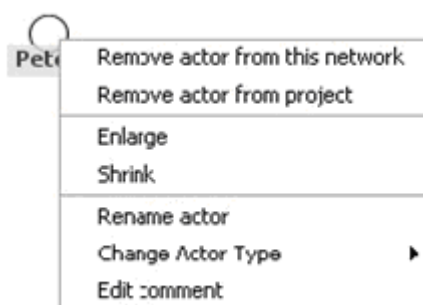 Pete
Remove actor from this network
Remove actor from project
Enlarge
Shrink
Rename actor
Change Actor Type
Edit comment